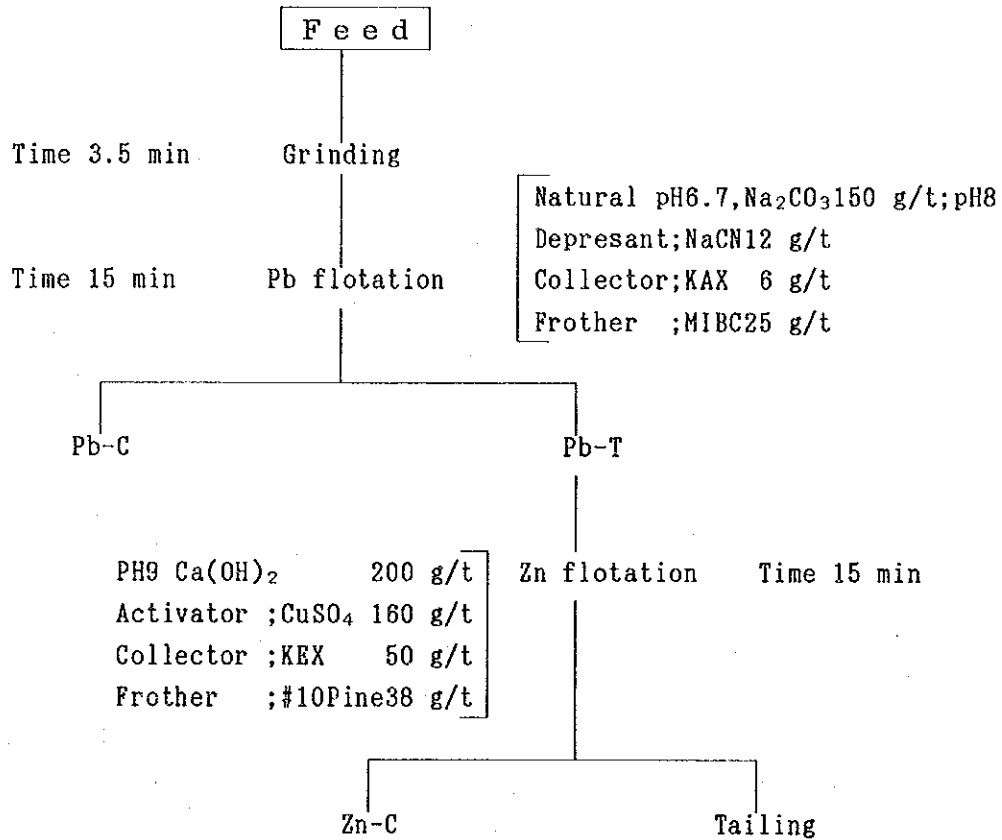 Feed
Time 3.5 min Grinding
Natural pH6.7,Na₂CO₃150 g/t;pH8
Depresant;NaCN12 g/t
Time 15 min Pb flotation
Collector;KAX 6 g/t
Frother ;MIBC25 g/t
Pb-C Pb-T
PH9 Ca(OH)₂ 200 g/t Zn flotation Time 15 min
Activator ;CuSO₄ 160 g/t
Collector ;KEX 50 g/t
Frother ;#10Pine38 g/t
Zn-C Tailing